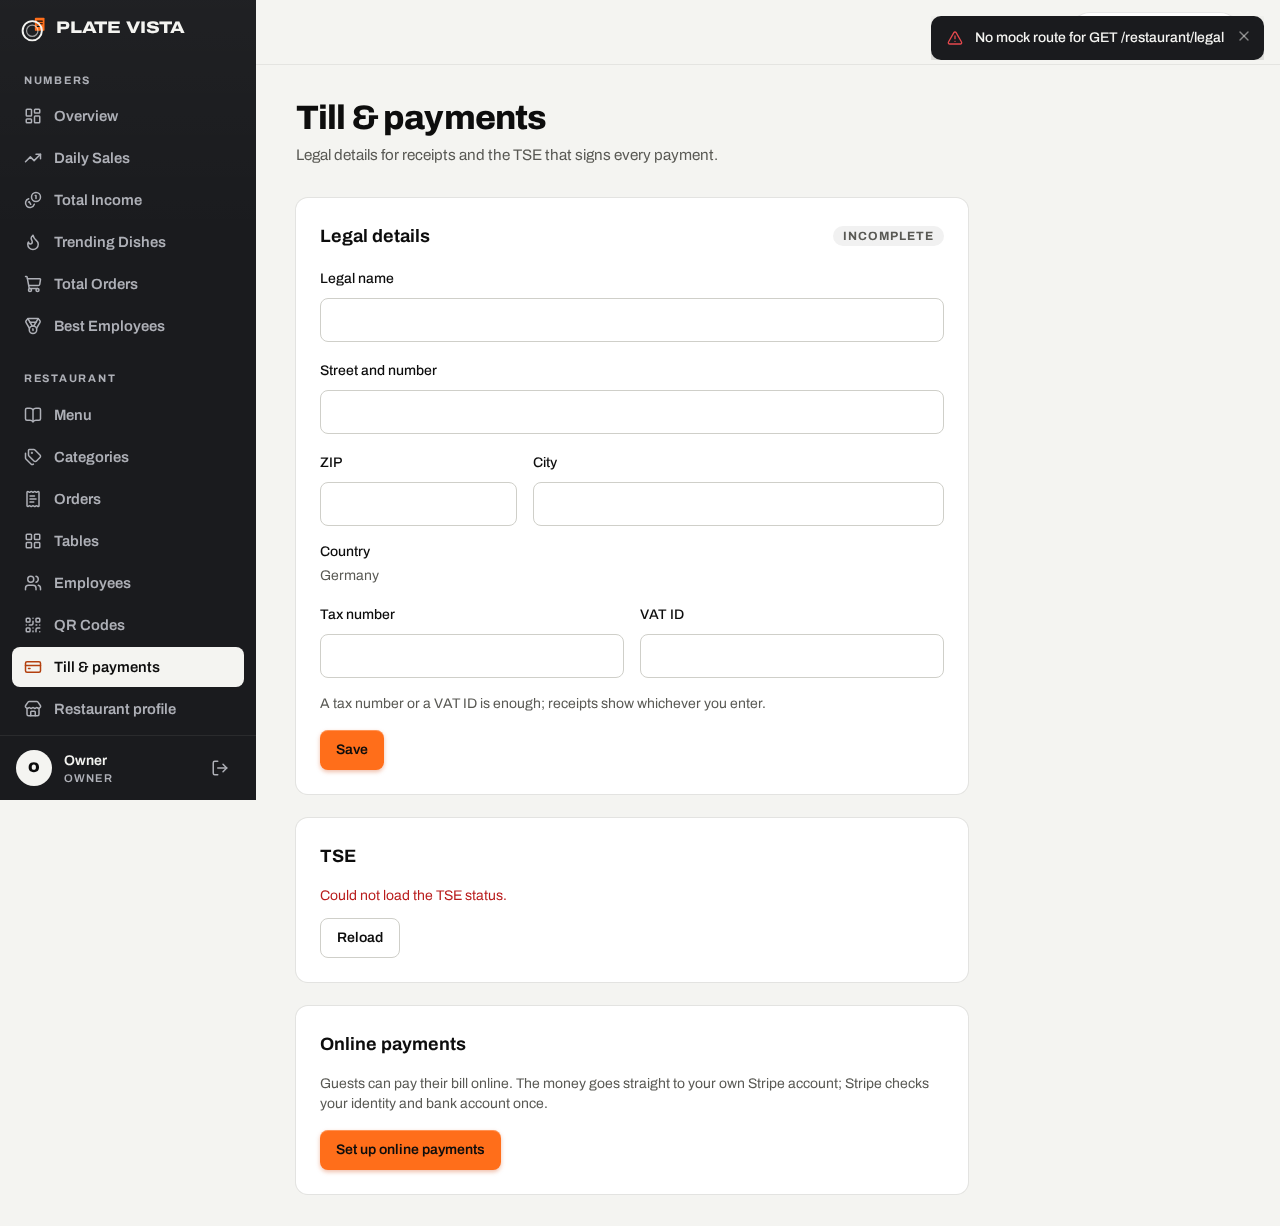 PLATE VISTA
No mock route for GET /restaurant/legal
NUMBERS
Overview
Daily Sales
Total Income
Trending Dishes
Total Orders
Best Employees
RESTAURANT
Menu
Categories
Orders
Tables
Employees
QR Codes
Till & payments
Restaurant profile
O
Owner
OWNER
Till & payments
Legal details for receipts and the TSE that signs every payment.
Legal details
INCOMPLETE
Legal name
Street and number
ZIP
City
Country
Germany
Tax number
VAT ID
A tax number or a VAT ID is enough; receipts show whichever you enter.
Save
TSE
Could not load the TSE status.
Reload
Online payments
Guests can pay their bill online. The money goes straight to your own Stripe account; Stripe checks
your identity and bank account once.
Set up online payments